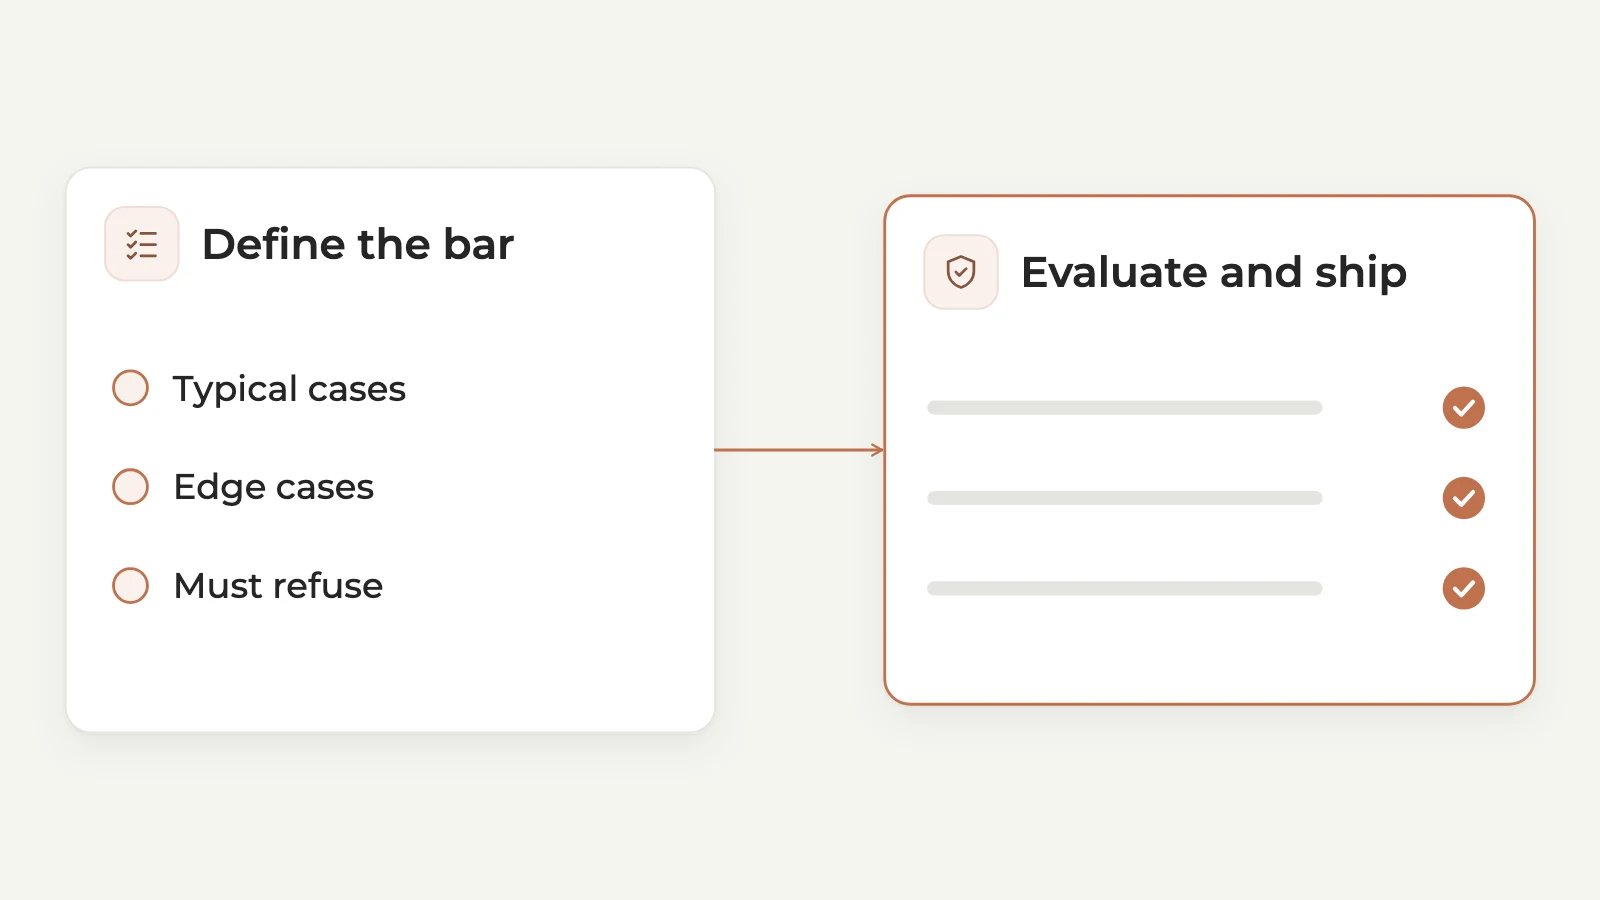 Define the bar
Typical cases
Edge cases
Must refuse
Evaluate and ship